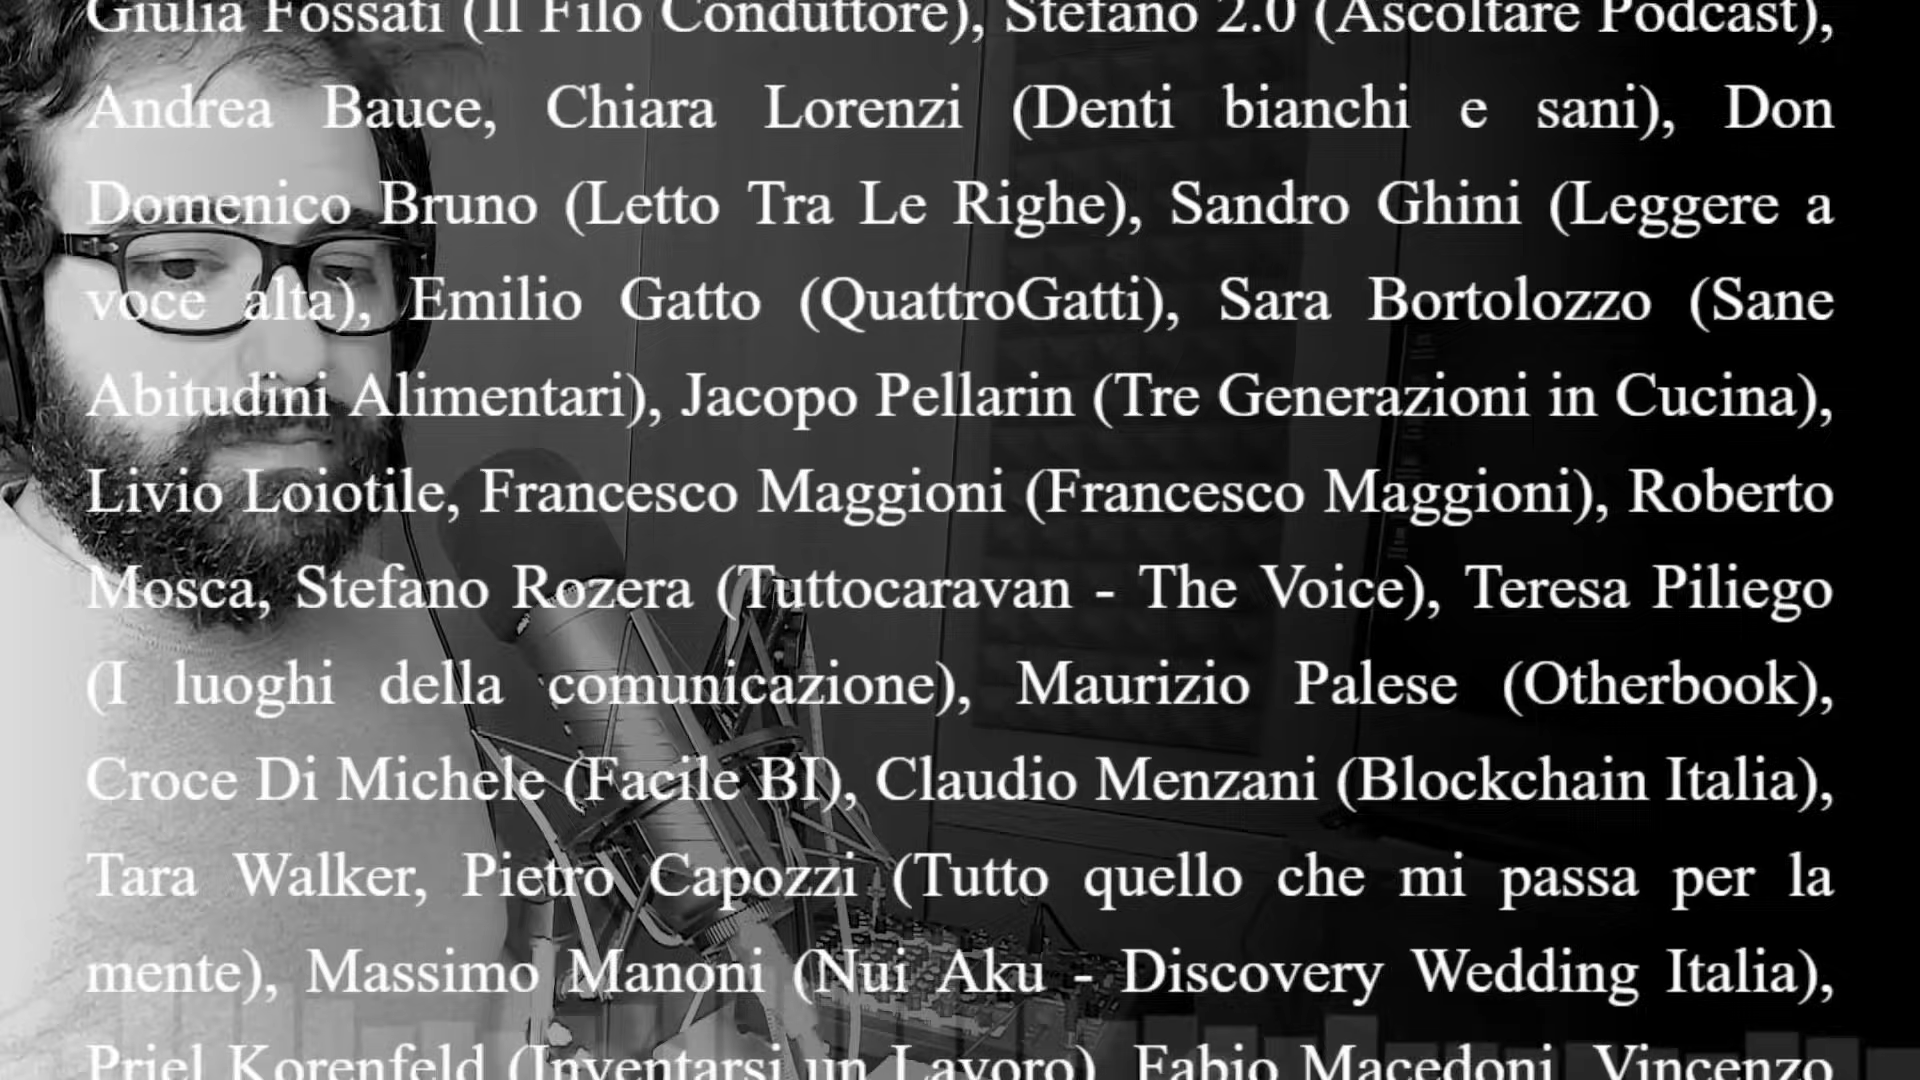 Giulia Fossati (Il Filo Conduttore), Stefano 2.0 (Ascoltare Podcast),
Andrea Bauce, Chiara Lorenzi (Denti bianchi e sani), Don
Domenico Bruno (Letto Tra Le Righe), Sandro Ghini (Leggere a
voce alta), Emilio Gatto (QuattroGatti), Sara Bortolozzo (Sane
Abitudini Alimentari), Jacopo Pellarin (Tre Generazioni in Cucina),
Livio Loiotile, Francesco Maggioni (Francesco Maggioni), Roberto
Mosca, Stefano Rozera (Tuttocaravan - The Voice), Teresa Piliego
(I luoghi della comunicazione), Maurizio Palese (Otherbook),
Croce Di Michele (Facile BI), Claudio Menzani (Blockchain Italia),
Tara Walker, Pietro Capozzi (Tutto quello che mi passa per la
mente), Massimo Manoni (Nui Aku - Discovery Wedding Italia),
Priel Korenfeld (Inventarsi un Lavoro), Fabio Macedoni, Vincenzo